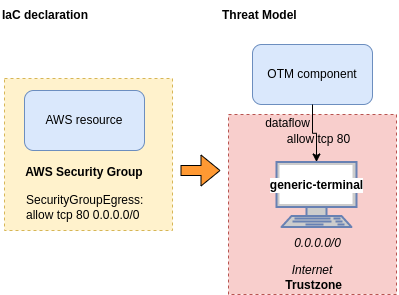 IaC declaration
AWS resource
AWS Security Group
SecurityGroupEgress:
allow tcp 80 0.0.0.0/0
Threat Model
OTM component
dataflow
allow tcp 80
generic-terminal
0.0.0.0/0
Internet
Trustzone